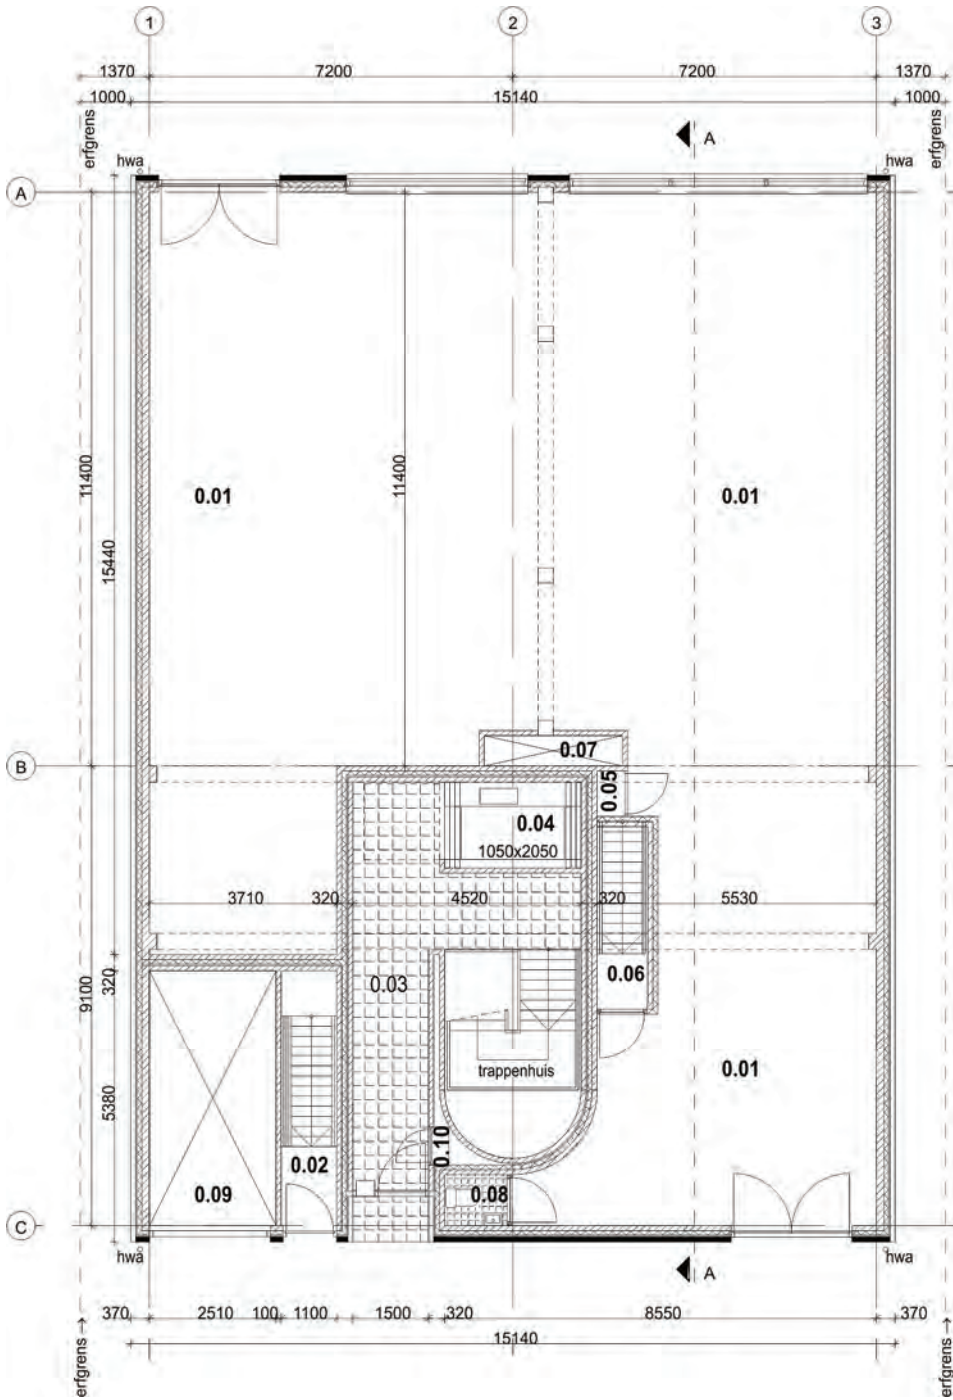 1
2
3
1370
7200
7200
1370
1000
15140
1000
erfgrens
erfgrens
A
hwa
hwa
A
11400
11400
0.01
0.01
15440
0.07
B
0.05
0.04
1050x2050
3710
320
4520
320
5530
0.06
320
0.03
9100
trappenhuis
0.01
5380
0.10
0.02
0.09
0.08
C
hwa
hwa
A
370
2510
100
1100
1500
320
8550
370
15140
erfgrens →
erfgrens →